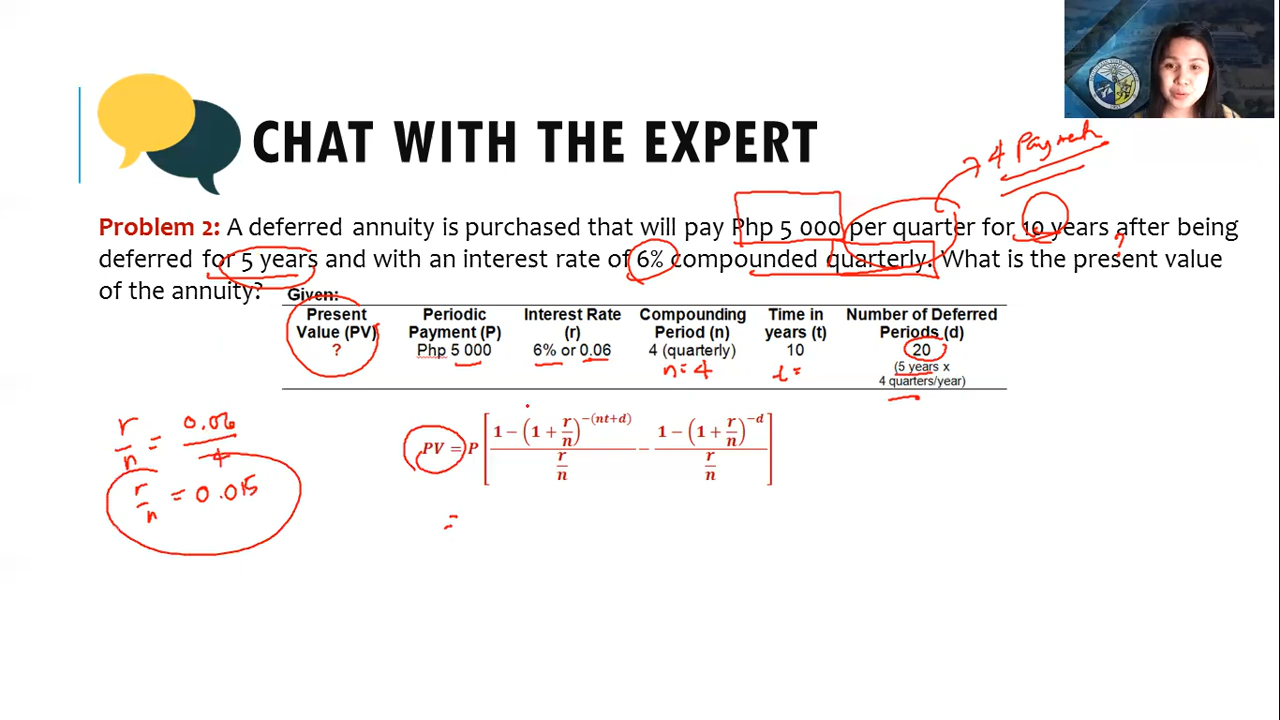 CHAT WITH THE EXPERT
4 Payments
Problem 2: A deferred annuity is purchased that will pay Php 5 000 per quarter for 10 years after being
deferred for 5 years and with an interest rate of 6% compounded quarterly. What is the present value
of the annuity?
?
Given:
Present Value (PV) Periodic Payment (P) Interest Rate (r) Compounding Period (n) Time in years (t) Number of Deferred Periods (d)
? Php 5 000 6% or 0.06 4 (quarterly) 10 20
(5 years x
4 quarters/year)
n = 4 t =
r/n = 0.06/4
r/n = 0.015
PV = P[(1-(1+r/n)^-(nt+d))/(r/n) - (1-(1+r/n)^-d)/(r/n)]
=